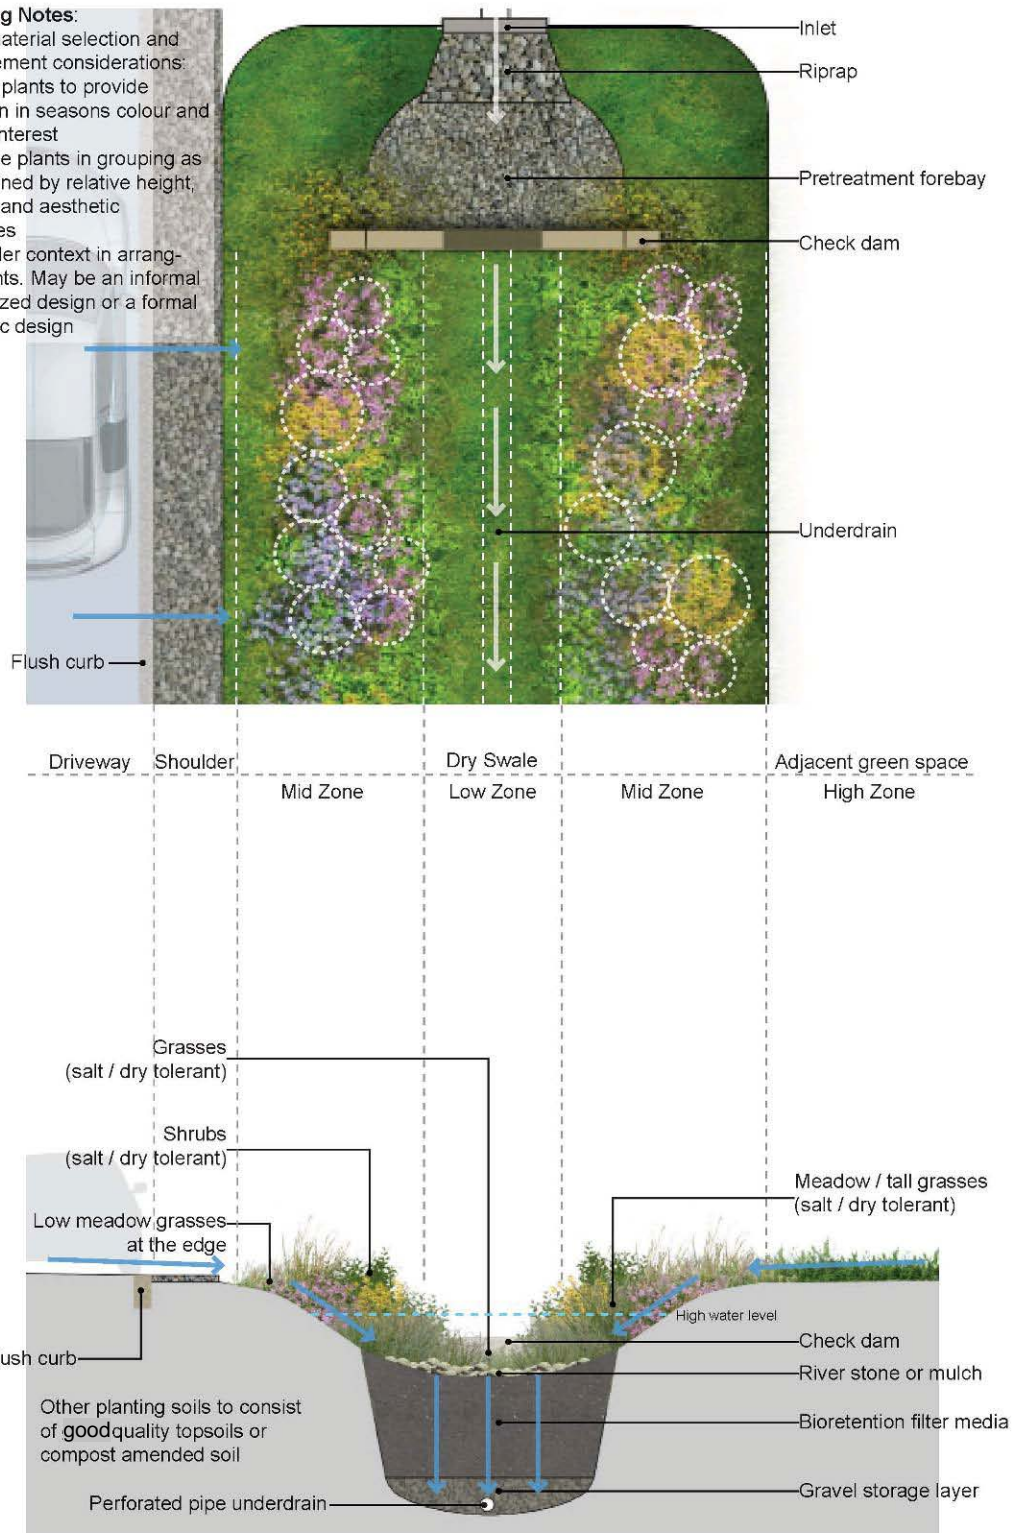 g Notes:
aterial selection and
ement considerations:
plants to provide
n in seasons colour and
nterest
e plants in grouping as
ned by relative height,
and aesthetic
es
er context in arrang-
ts. May be an informal
zed design or a formal
c design
Inlet
Riprap
Pretreatment forebay
Check dam
Underdrain
Flush curb
Driveway
Shoulder
Dry Swale
Adjacent green space
Mid Zone
Low Zone
Mid Zone
High Zone
Grasses
(salt / dry tolerant)
Shrubs
(salt / dry tolerant)
Low meadow grasses
at the edge
Meadow / tall grasses
(salt / dry tolerant)
High water level
ush curb
Check dam
River stone or mulch
Other planting soils to consist
of good quality topsoils or
compost amended soil
Bioretention filter media
Gravel storage layer
Perforated pipe underdrain